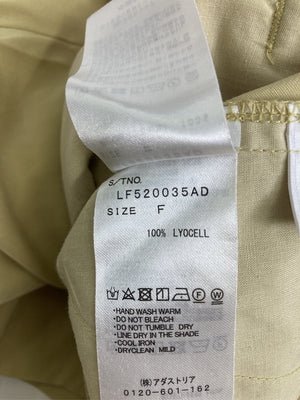 S/TNO.
LF520035AD
SIZE F
100% LYOCELL
・HAND WASH WARM
・DO NOT BLEACH
・DO NOT TUMBLE DRY
・LINE DRY IN THE SHADE
・COOL IRON
・DRYCLEAN MILD
(株)アダストリア
0120-601-162